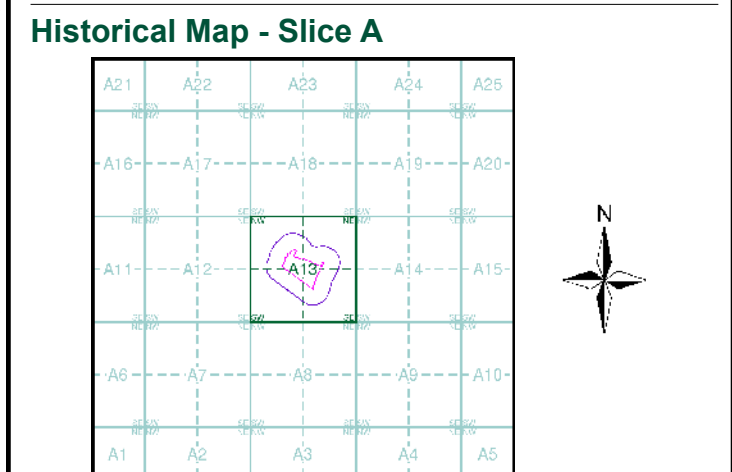 Historical Map - Slice A
A21 A22 A23 A24 A25
A16 A17 A18 A19 A20
N
A11 A12 A13 A14 A15
A6 A7 A8 A9 A10
A1 A2 A3 A4 A5